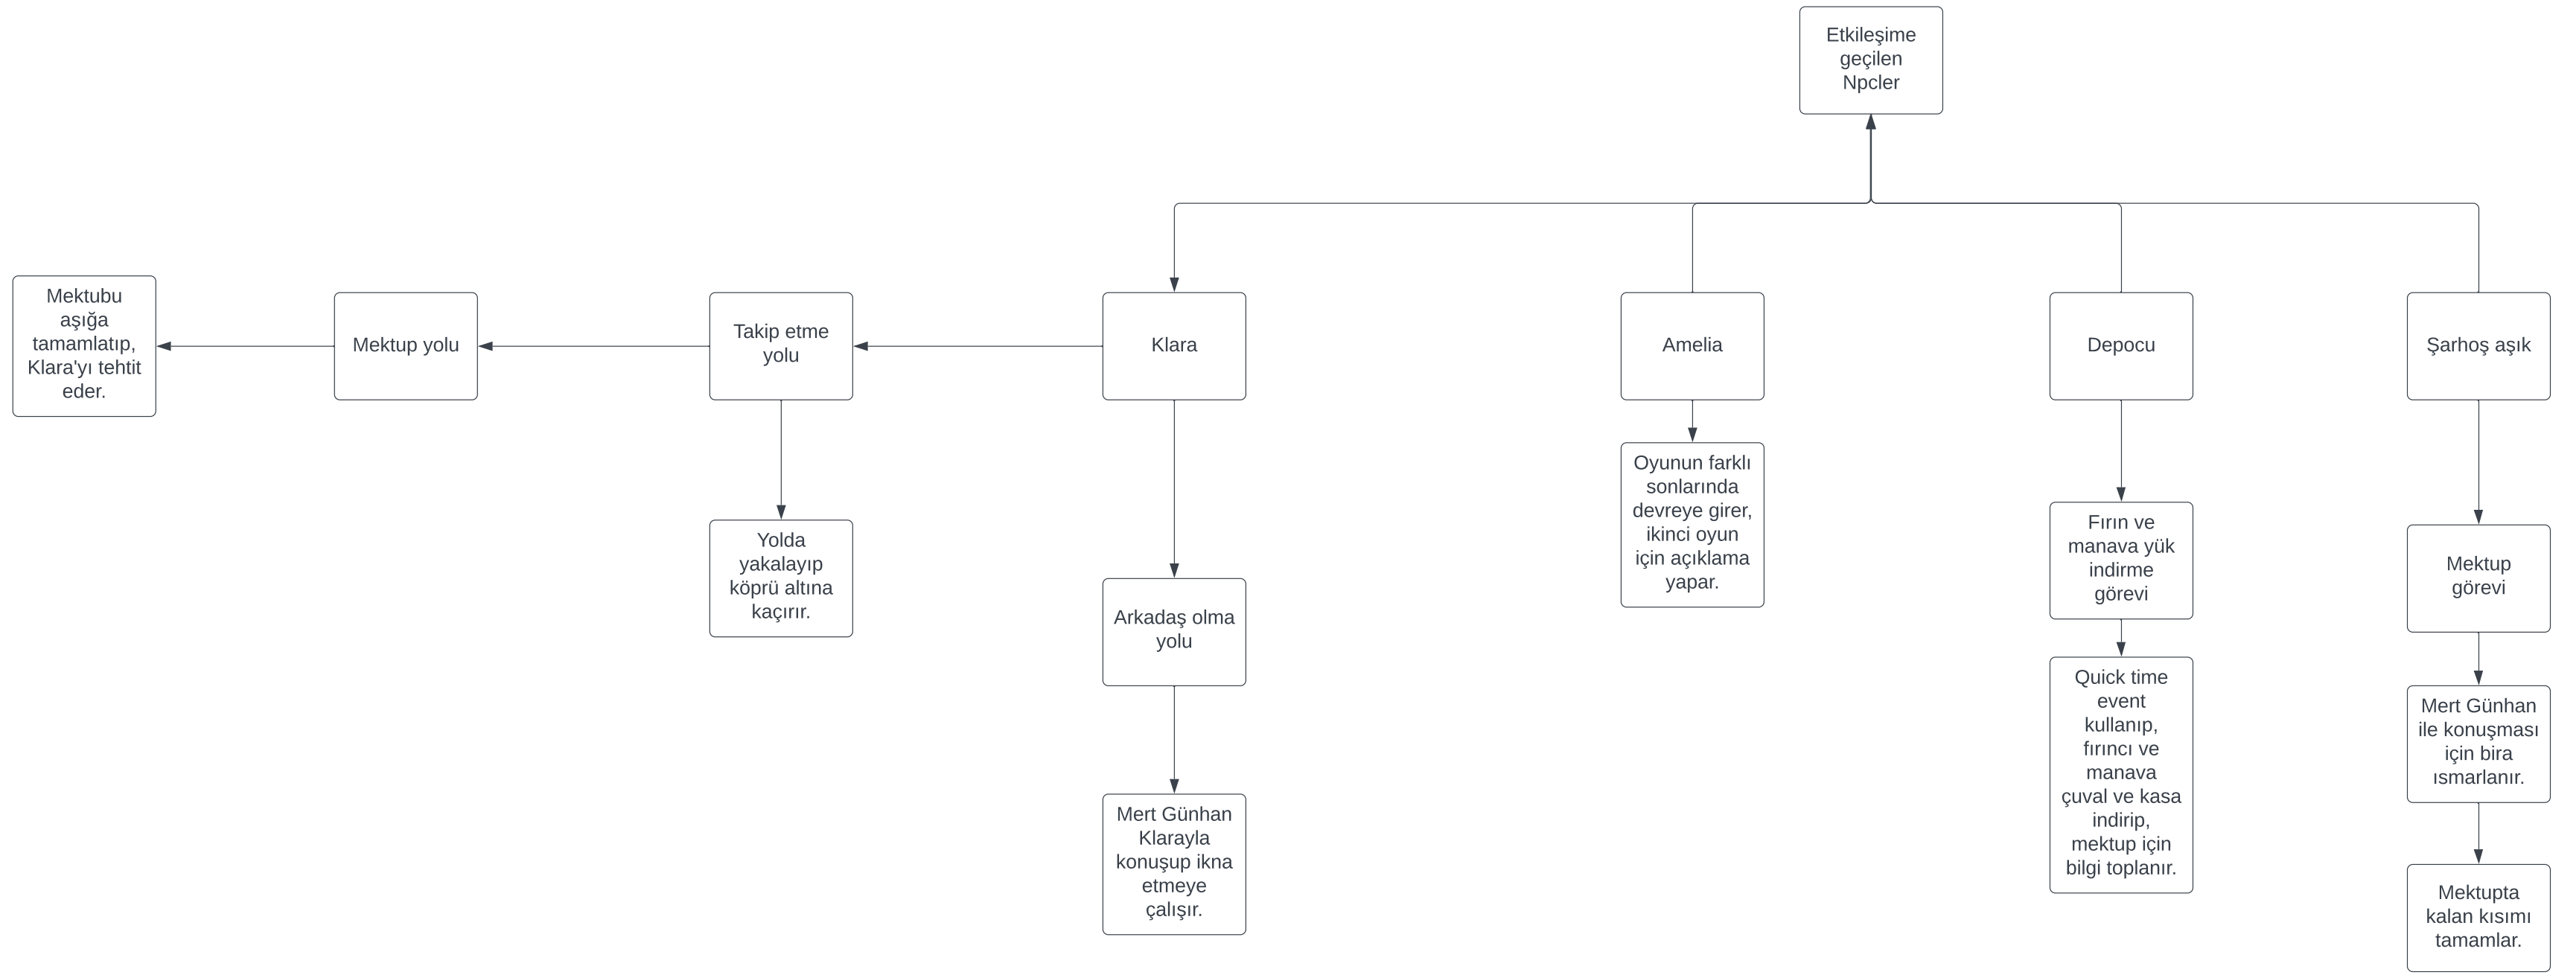 Etkileşime
geçilen
Npcler
Mektubu
aşığa
tamamlatıp,
Klara'yı tehtit
eder.
Mektup yolu
Takip etme
yolu
Klara
Amelia
Depocu
Şarhoş aşık
Yolda
yakalayıp
köprü altına
kaçırır.
Arkadaş olma
yolu
Mert Günhan
Klarayla
konuşup ikna
etmeye
çalışır.
Oyunun farklı
sonlarında
devreye girer,
ikinci oyun
için açıklama
yapar.
Fırın ve
manava yük
indirme
görevi
Quick time
event
kullanıp,
fırıncı ve
manava
çuval ve kasa
indirip,
mektup için
bilgi toplanır.
Mektup
görevi
Mert Günhan
ile konuşması
için bira
ısmarlanır.
Mektupta
kalan kısımı
tamamlar.